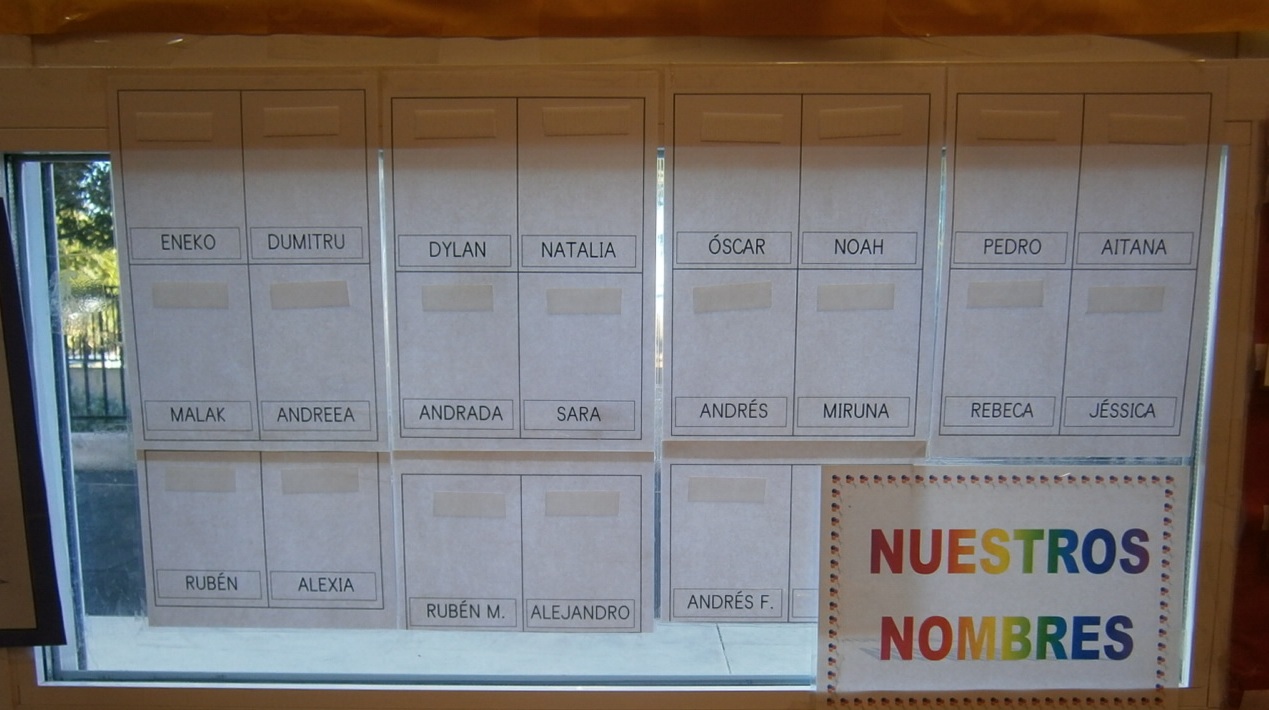 ENEKO DUMITRU DYLAN NATALIA ÓSCAR NOAH PEDRO AITANA
MALAK ANDREEA ANDRADA SARA ANDRÉS MIRUNA REBECA JÉSSICA
RUBÉN ALEXIA RUBÉN M. ALEJANDRO ANDRÉS F.
NUESTROS
NOMBRES